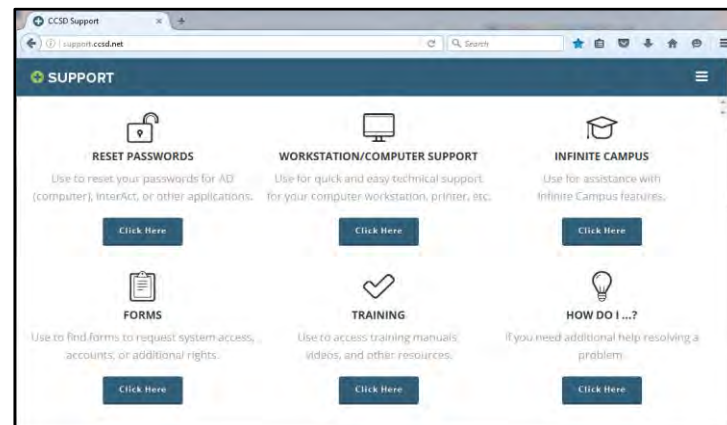 CCSD Support
support.ccsd.net
Search
SUPPORT
RESET PASSWORDS
Use to reset your passwords for AD
(computer), InterAct, or other applications.
Click Here
WORKSTATION/COMPUTER SUPPORT
Use for quick and easy technical support
for your computer workstation, printer, etc.
Click Here
INFINITE CAMPUS
Use for assistance with
Infinite Campus features.
Click Here
FORMS
Use to find forms to request system access,
accounts, or additional rights.
Click Here
TRAINING
Use to access training manuals,
videos, and other resources.
Click Here
HOW DO I ...?
If you need additional help resolving a
problem.
Click Here